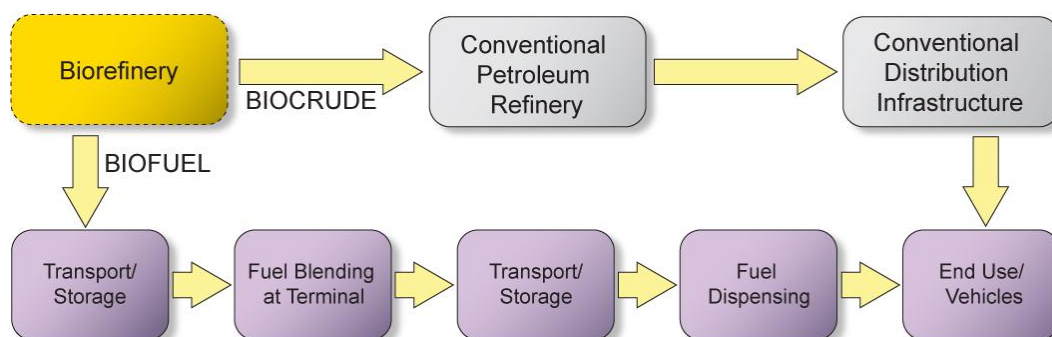 Biorefinery
BIOCRUDE
Conventional
Petroleum
Refinery
Conventional
Distribution
Infrastructure
BIOFUEL
Transport/
Storage
Fuel Blending
at Terminal
Transport/
Storage
Fuel
Dispensing
End Use/
Vehicles